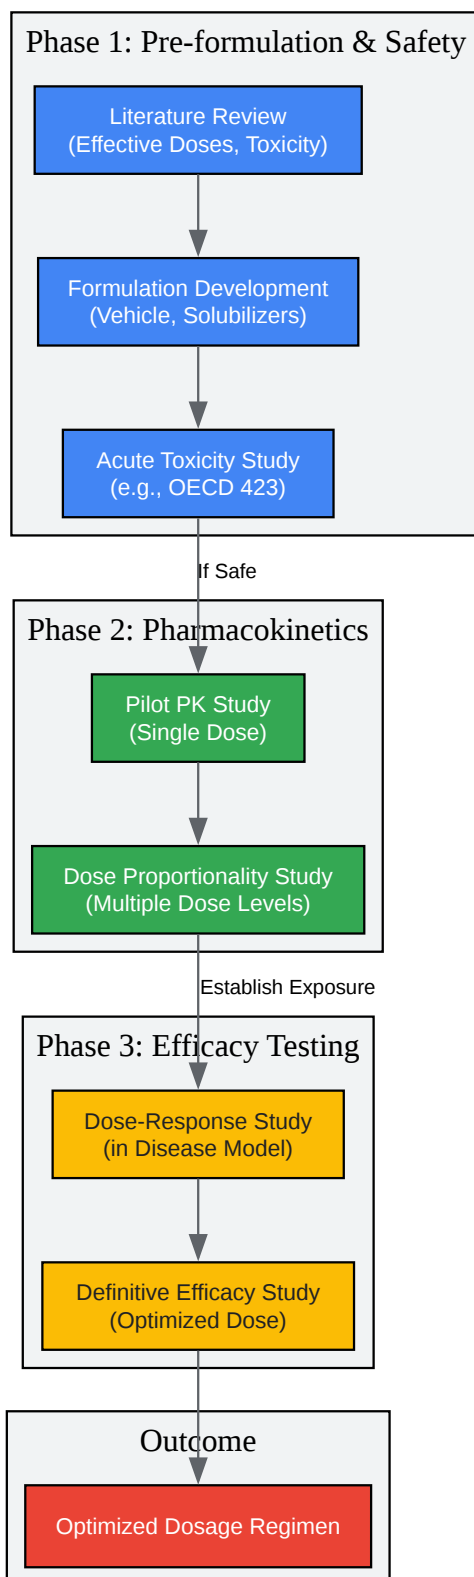 Phase 1: Pre-formulation & Safety
Literature Review
(Effective Doses, Toxicity)
Formulation Development
(Vehicle, Solubilizers)
Acute Toxicity Study
(e.g., OECD 423)
If Safe
Phase 2: Pharmacokinetics
Pilot PK Study
(Single Dose)
Dose Proportionality Study
(Multiple Dose Levels)
Establish Exposure
Phase 3: Efficacy Testing
Dose-Response Study
(in Disease Model)
Definitive Efficacy Study
(Optimized Dose)
Outcome
Optimized Dosage Regimen